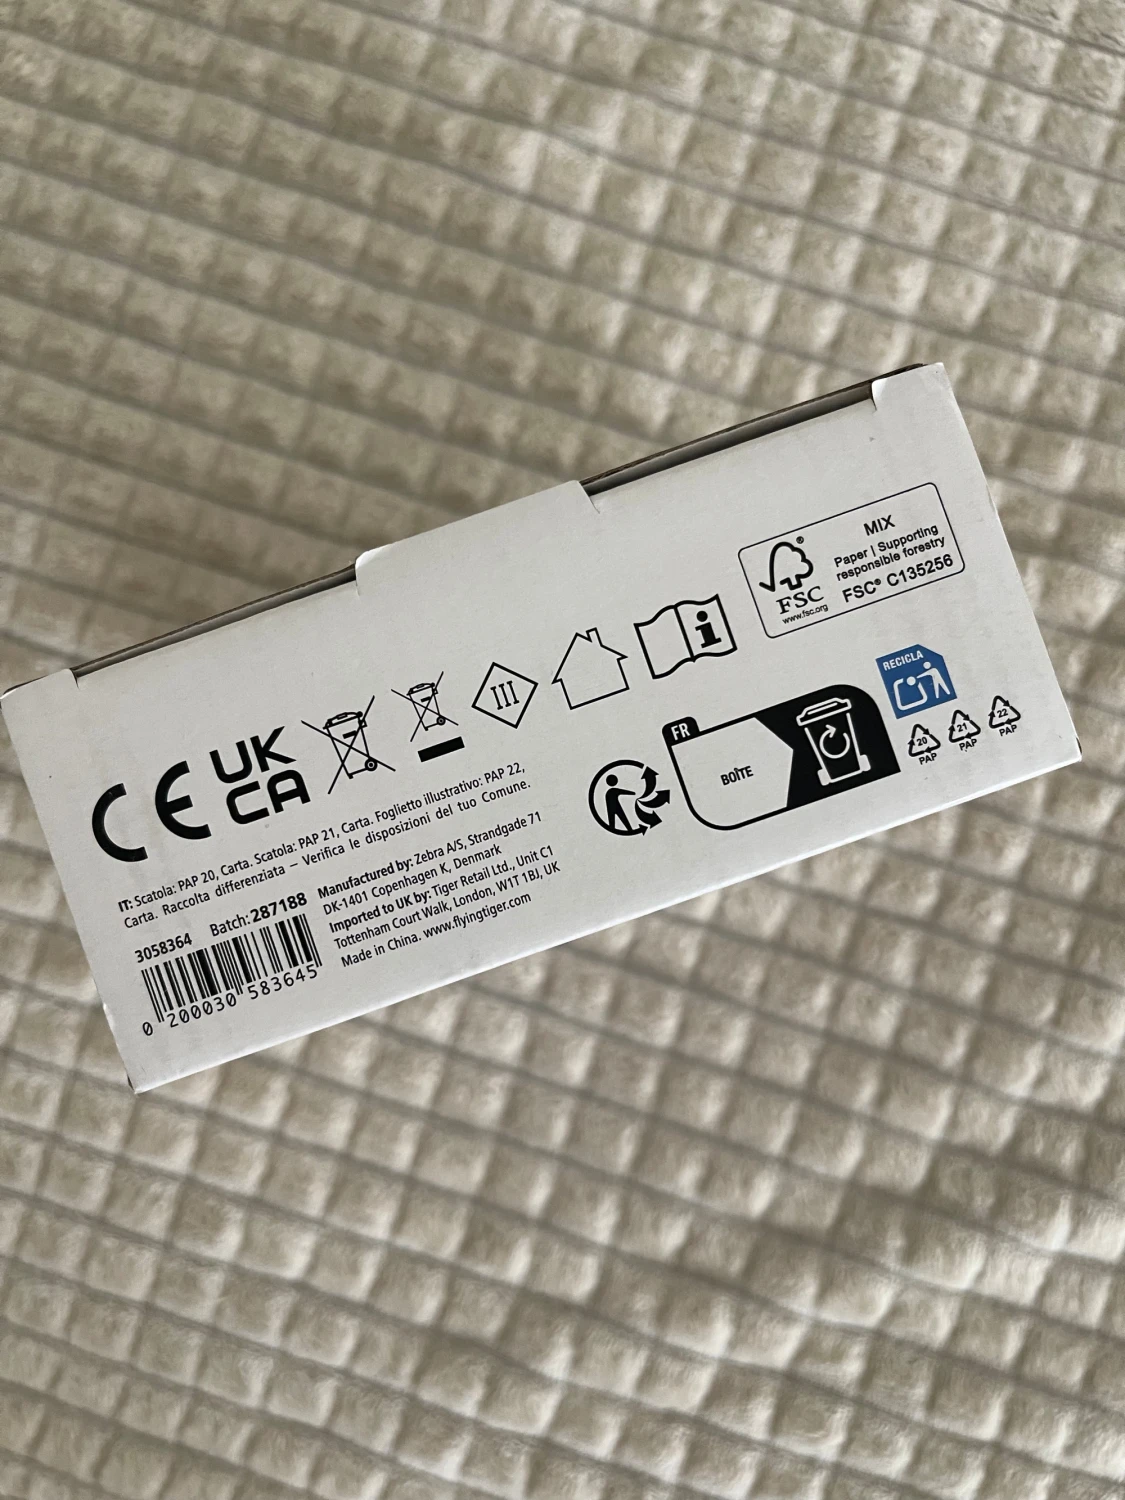 CE
UK
CA
III
MIX
Paper | Supporting
responsible forestry
FSC® C135256
®
FSC
www.fsc.org
RECICLA
20
PAP
21
PAP
22
PAP
FR
BOÎTE
IT: Scatola: PAP 20, Carta. Scatola: PAP 21, Carta. Foglietto illustrativo: PAP 22,
Carta. Raccolta differenziata – Verifica le disposizioni del tuo Comune.
3058364 Batch: 287188
0 200030 583645
Manufactured by: Zebra A/S, Strandgade 71
DK-1401 Copenhagen K, Denmark
Imported to UK by: Tiger Retail Ltd., Unit C1
Tottenham Court Walk, London, W1T 1BJ, UK
Made in China. www.flyingtiger.com